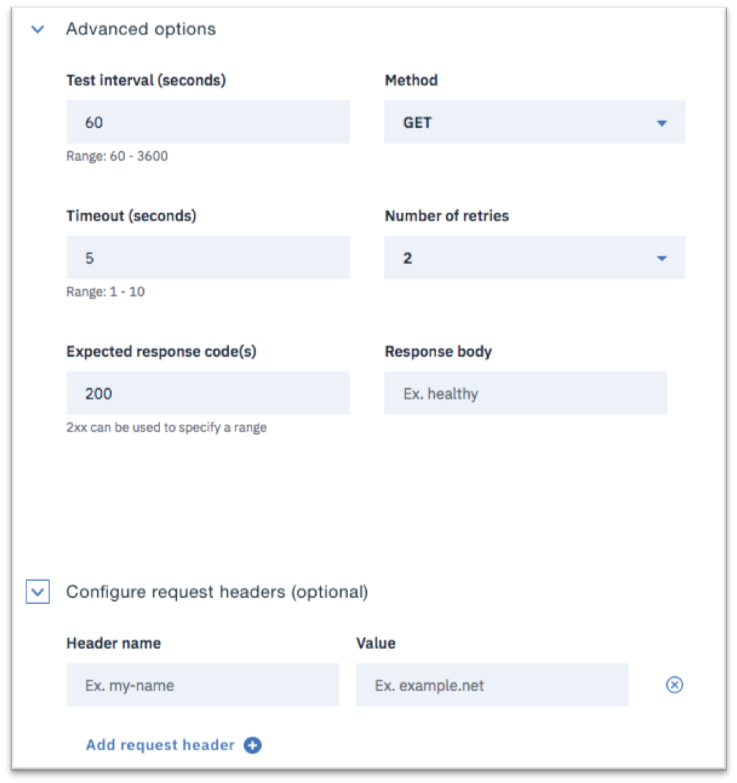 Advanced options
Test interval (seconds) Method
60 GET
Range: 60 - 3600
Timeout (seconds) Number of retries
5 2
Range: 1 - 10
Expected response code(s) Response body
200 Ex. healthy
2xx can be used to specify a range
Configure request headers (optional)
Header name Value
Ex. my-name Ex. example.net
Add request header